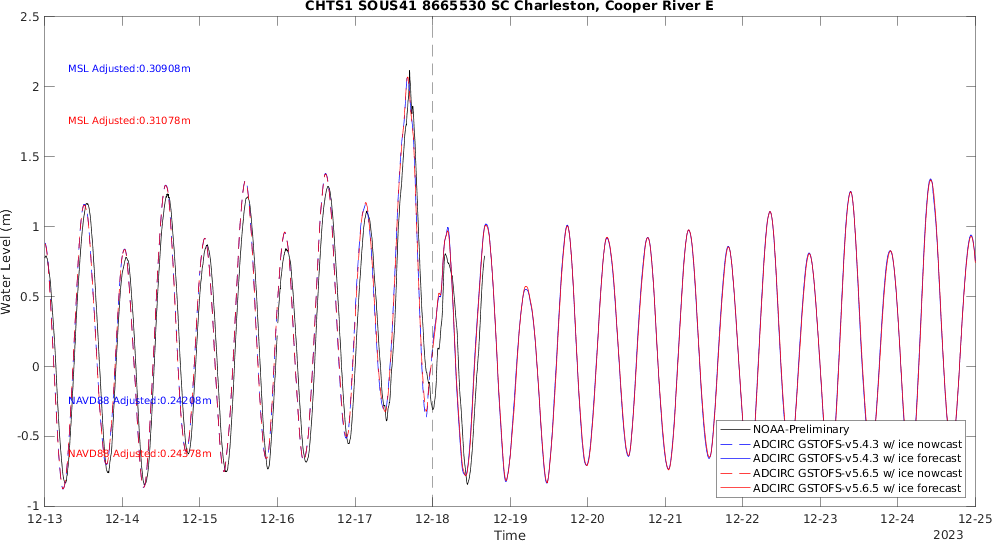 CHTS1 SOUS41 8665530 SC Charleston, Cooper River E
2.5
2
1.5
1
0.5
0
-0.5
-1
Water Level (m)
MSL Adjusted:0.30908m
MSL Adjusted:0.31078m
NAVD88 Adjusted:0.24208m
NAVD88 Adjusted:0.24378m
NOAA-Preliminary
ADCIRC GSTOFS-v5.4.3 w/ ice nowcast
ADCIRC GSTOFS-v5.4.3 w/ ice forecast
ADCIRC GSTOFS-v5.6.5 w/ ice nowcast
ADCIRC GSTOFS-v5.6.5 w/ ice forecast
12-13 12-14 12-15 12-16 12-17 12-18 12-19 12-20 12-21 12-22 12-23 12-24 12-25
Time
2023